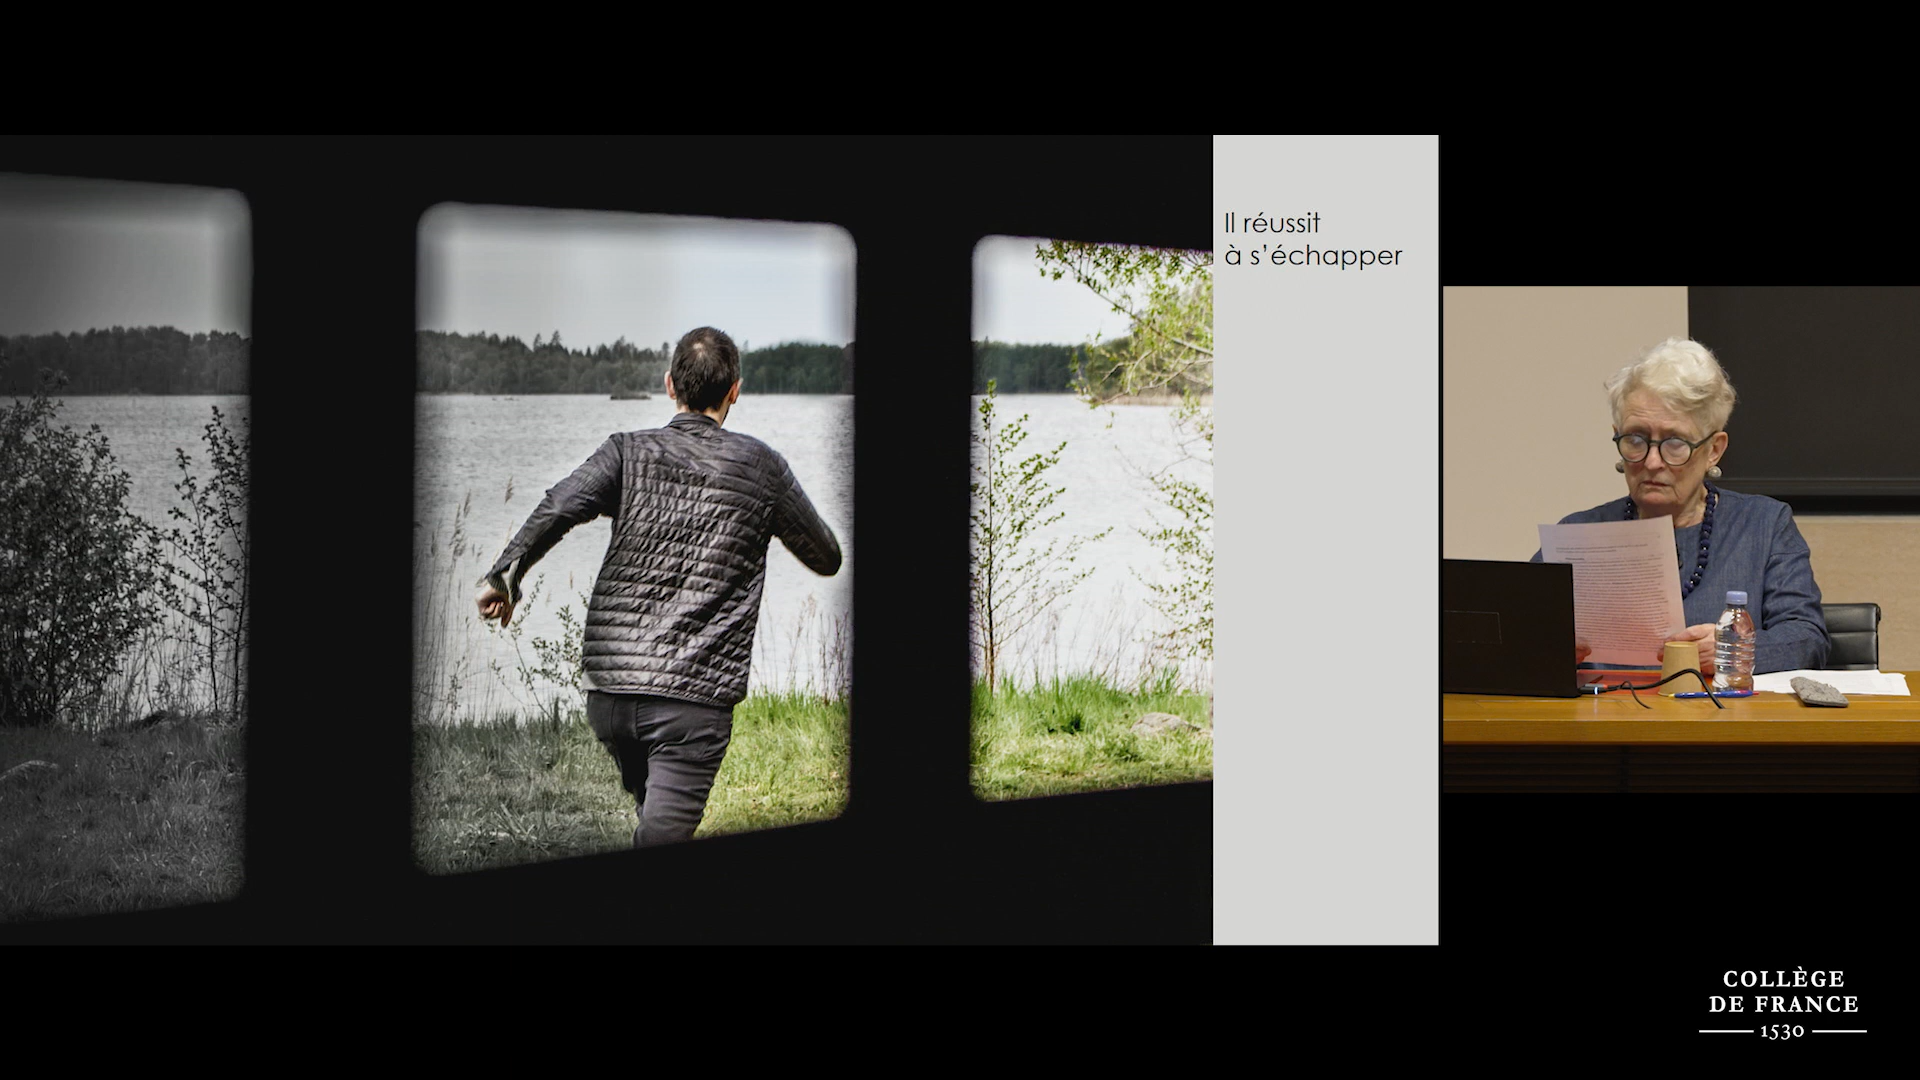 Il réussit
à s'échapper
COLLÈGE
DE FRANCE
1530